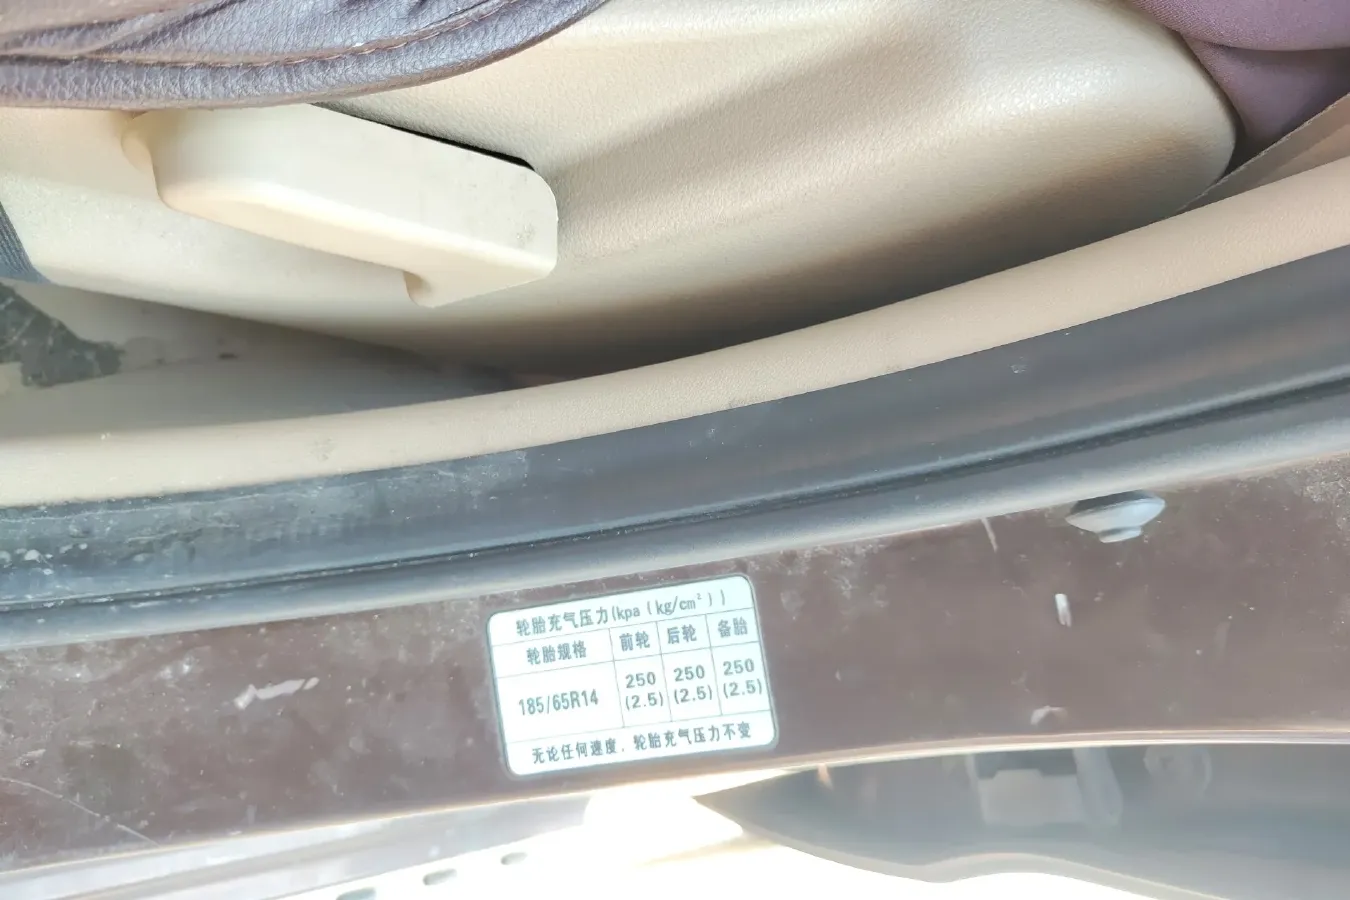 轮胎充气压力(kpa(kg/cm²))
轮胎规格 前轮 后轮 备胎
185/65R14 250 (2.5) 250 (2.5) 250 (2.5)
无论任何速度，轮胎充气压力不变